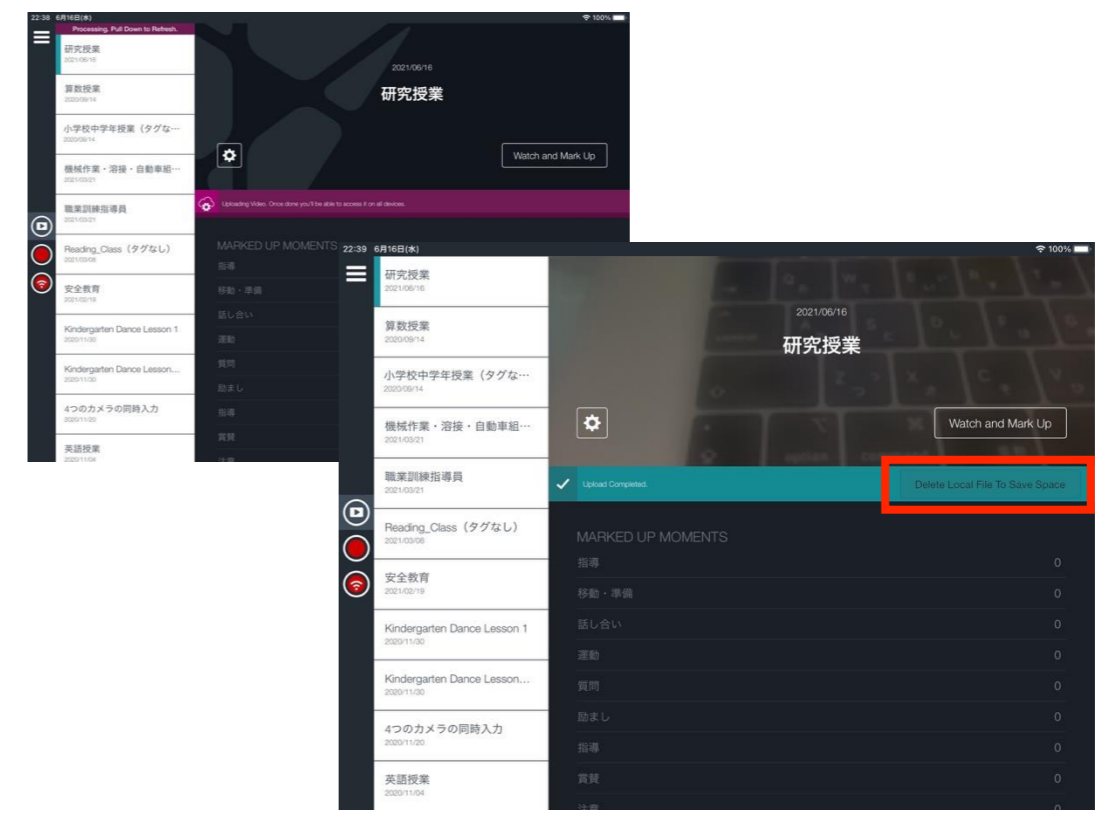 22:38 6月16日(水)
100%
Processing. Pull Down to Refresh.
研究授業
2021/06/16
算数授業
2020/09/14
小学校中学年授業（タグな…
2020/09/14
機械作業・溶接・自動車組…
2021/03/21
職業訓練指導員
2021/03/21
Reading_Class（タグなし）
2021/03/08
安全教育
2021/02/19
Kindergarten Dance Lesson 1
2020/11/30
Kindergarten Dance Lesson...
2020/11/30
4つのカメラの同時入力
2020/11/20
英語授業
2020/11/04
2021/06/16
研究授業
Watch and Mark Up
Uploading Video. Once done you'll be able to access it on all devices.
MARKED UP MOMENTS
指導
移動・準備
話し合い
運動
質問
励まし
指導
賞賛
注意
22:39 6月16日(水)
100%
研究授業
2021/06/16
算数授業
2020/09/14
小学校中学年授業（タグな…
2020/09/14
機械作業・溶接・自動車組…
2021/03/21
職業訓練指導員
2021/03/21
Reading_Class（タグなし）
2021/03/08
安全教育
2021/02/19
Kindergarten Dance Lesson 1
2020/11/30
Kindergarten Dance Lesson...
2020/11/30
4つのカメラの同時入力
2020/11/20
英語授業
2020/11/04
2021/06/16
研究授業
Watch and Mark Up
Upload Completed.
Delete Local File To Save Space
MARKED UP MOMENTS
指導 0
移動・準備 0
話し合い 0
運動 0
質問 0
励まし 0
指導 0
賞賛 0
注意 0